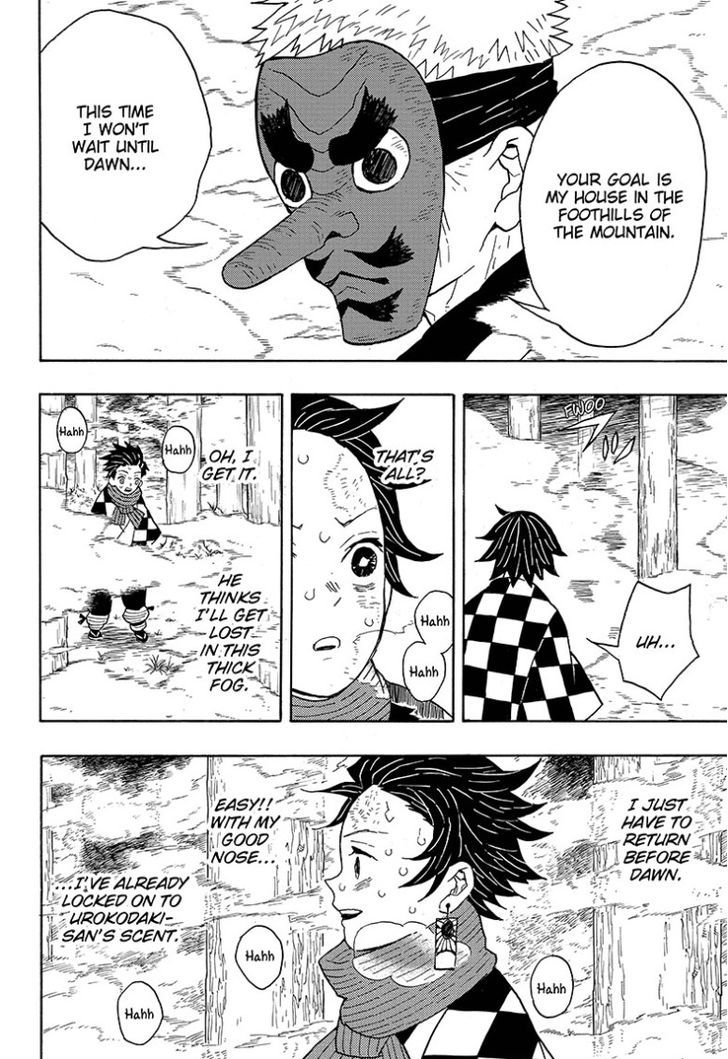 YOUR GOAL IS
MY HOUSE IN THE
FOOTHILLS OF
THE MOUNTAIN.
THIS TIME
I WON'T
WAIT UNTIL
DAWN...
FWOO
UH...
THAT'S
ALL?
Hahh
Hahh
OH, I
GET IT.
Hahh
Hahh
HE
THINKS
I'LL GET
LOST
IN THIS
THICK
FOG.
I JUST
HAVE TO
RETURN
BEFORE
DAWN.
EASY!!
WITH MY
GOOD
NOSE...
...I'VE ALREADY
LOCKED ON TO
UROKODAKI-
SAN'S SCENT.
Hahh
Hahh
Hahh